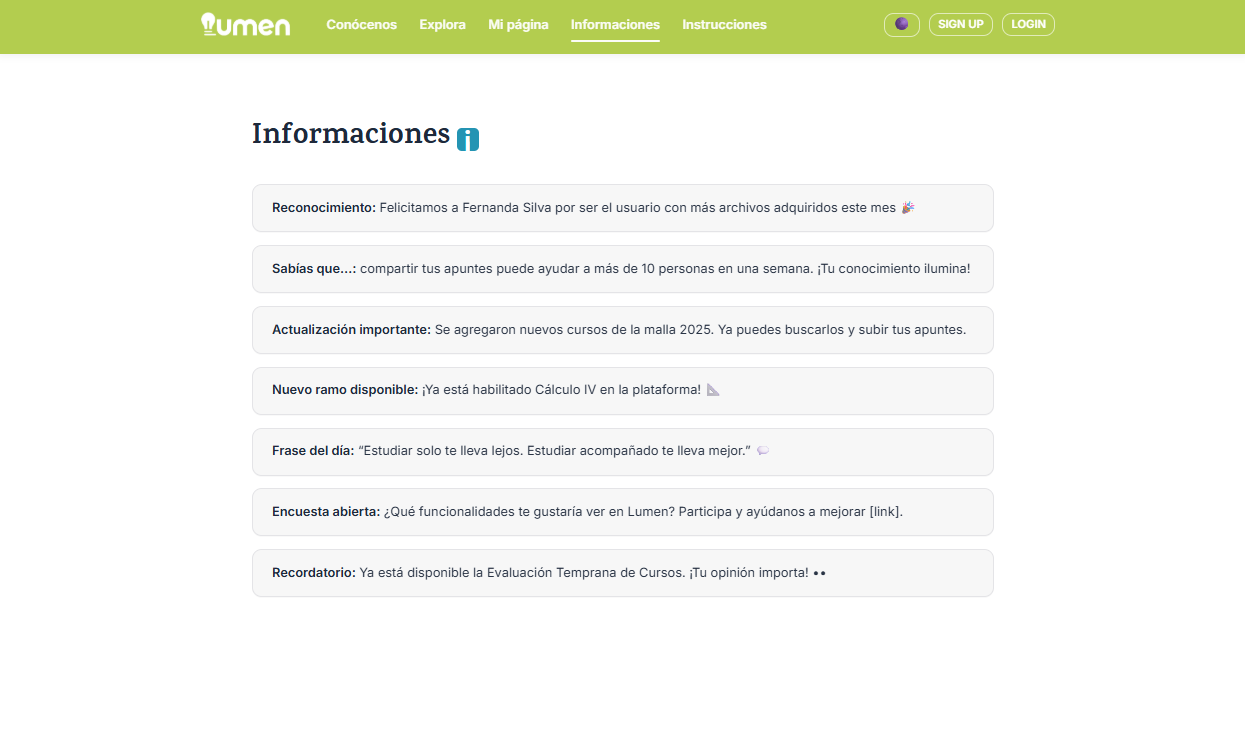 Lumen
Conócenos
Explora
Mi página
Informaciones
Instrucciones
SIGN UP
LOGIN
Informaciones ℹ️
Reconocimiento: Felicitamos a Fernanda Silva por ser el usuario con más archivos adquiridos este mes 🎉
Sabías que...: compartir tus apuntes puede ayudar a más de 10 personas en una semana. ¡Tu conocimiento ilumina!
Actualización importante: Se agregaron nuevos cursos de la malla 2025. Ya puedes buscarlos y subir tus apuntes.
Nuevo ramo disponible: ¡Ya está habilitado Cálculo IV en la plataforma! 📐
Frase del día: “Estudiar solo te lleva lejos. Estudiar acompañado te lleva mejor.” 💭
Encuesta abierta: ¿Qué funcionalidades te gustaría ver en Lumen? Participa y ayúdanos a mejorar [link].
Recordatorio: Ya está disponible la Evaluación Temprana de Cursos. ¡Tu opinión importa! 👀